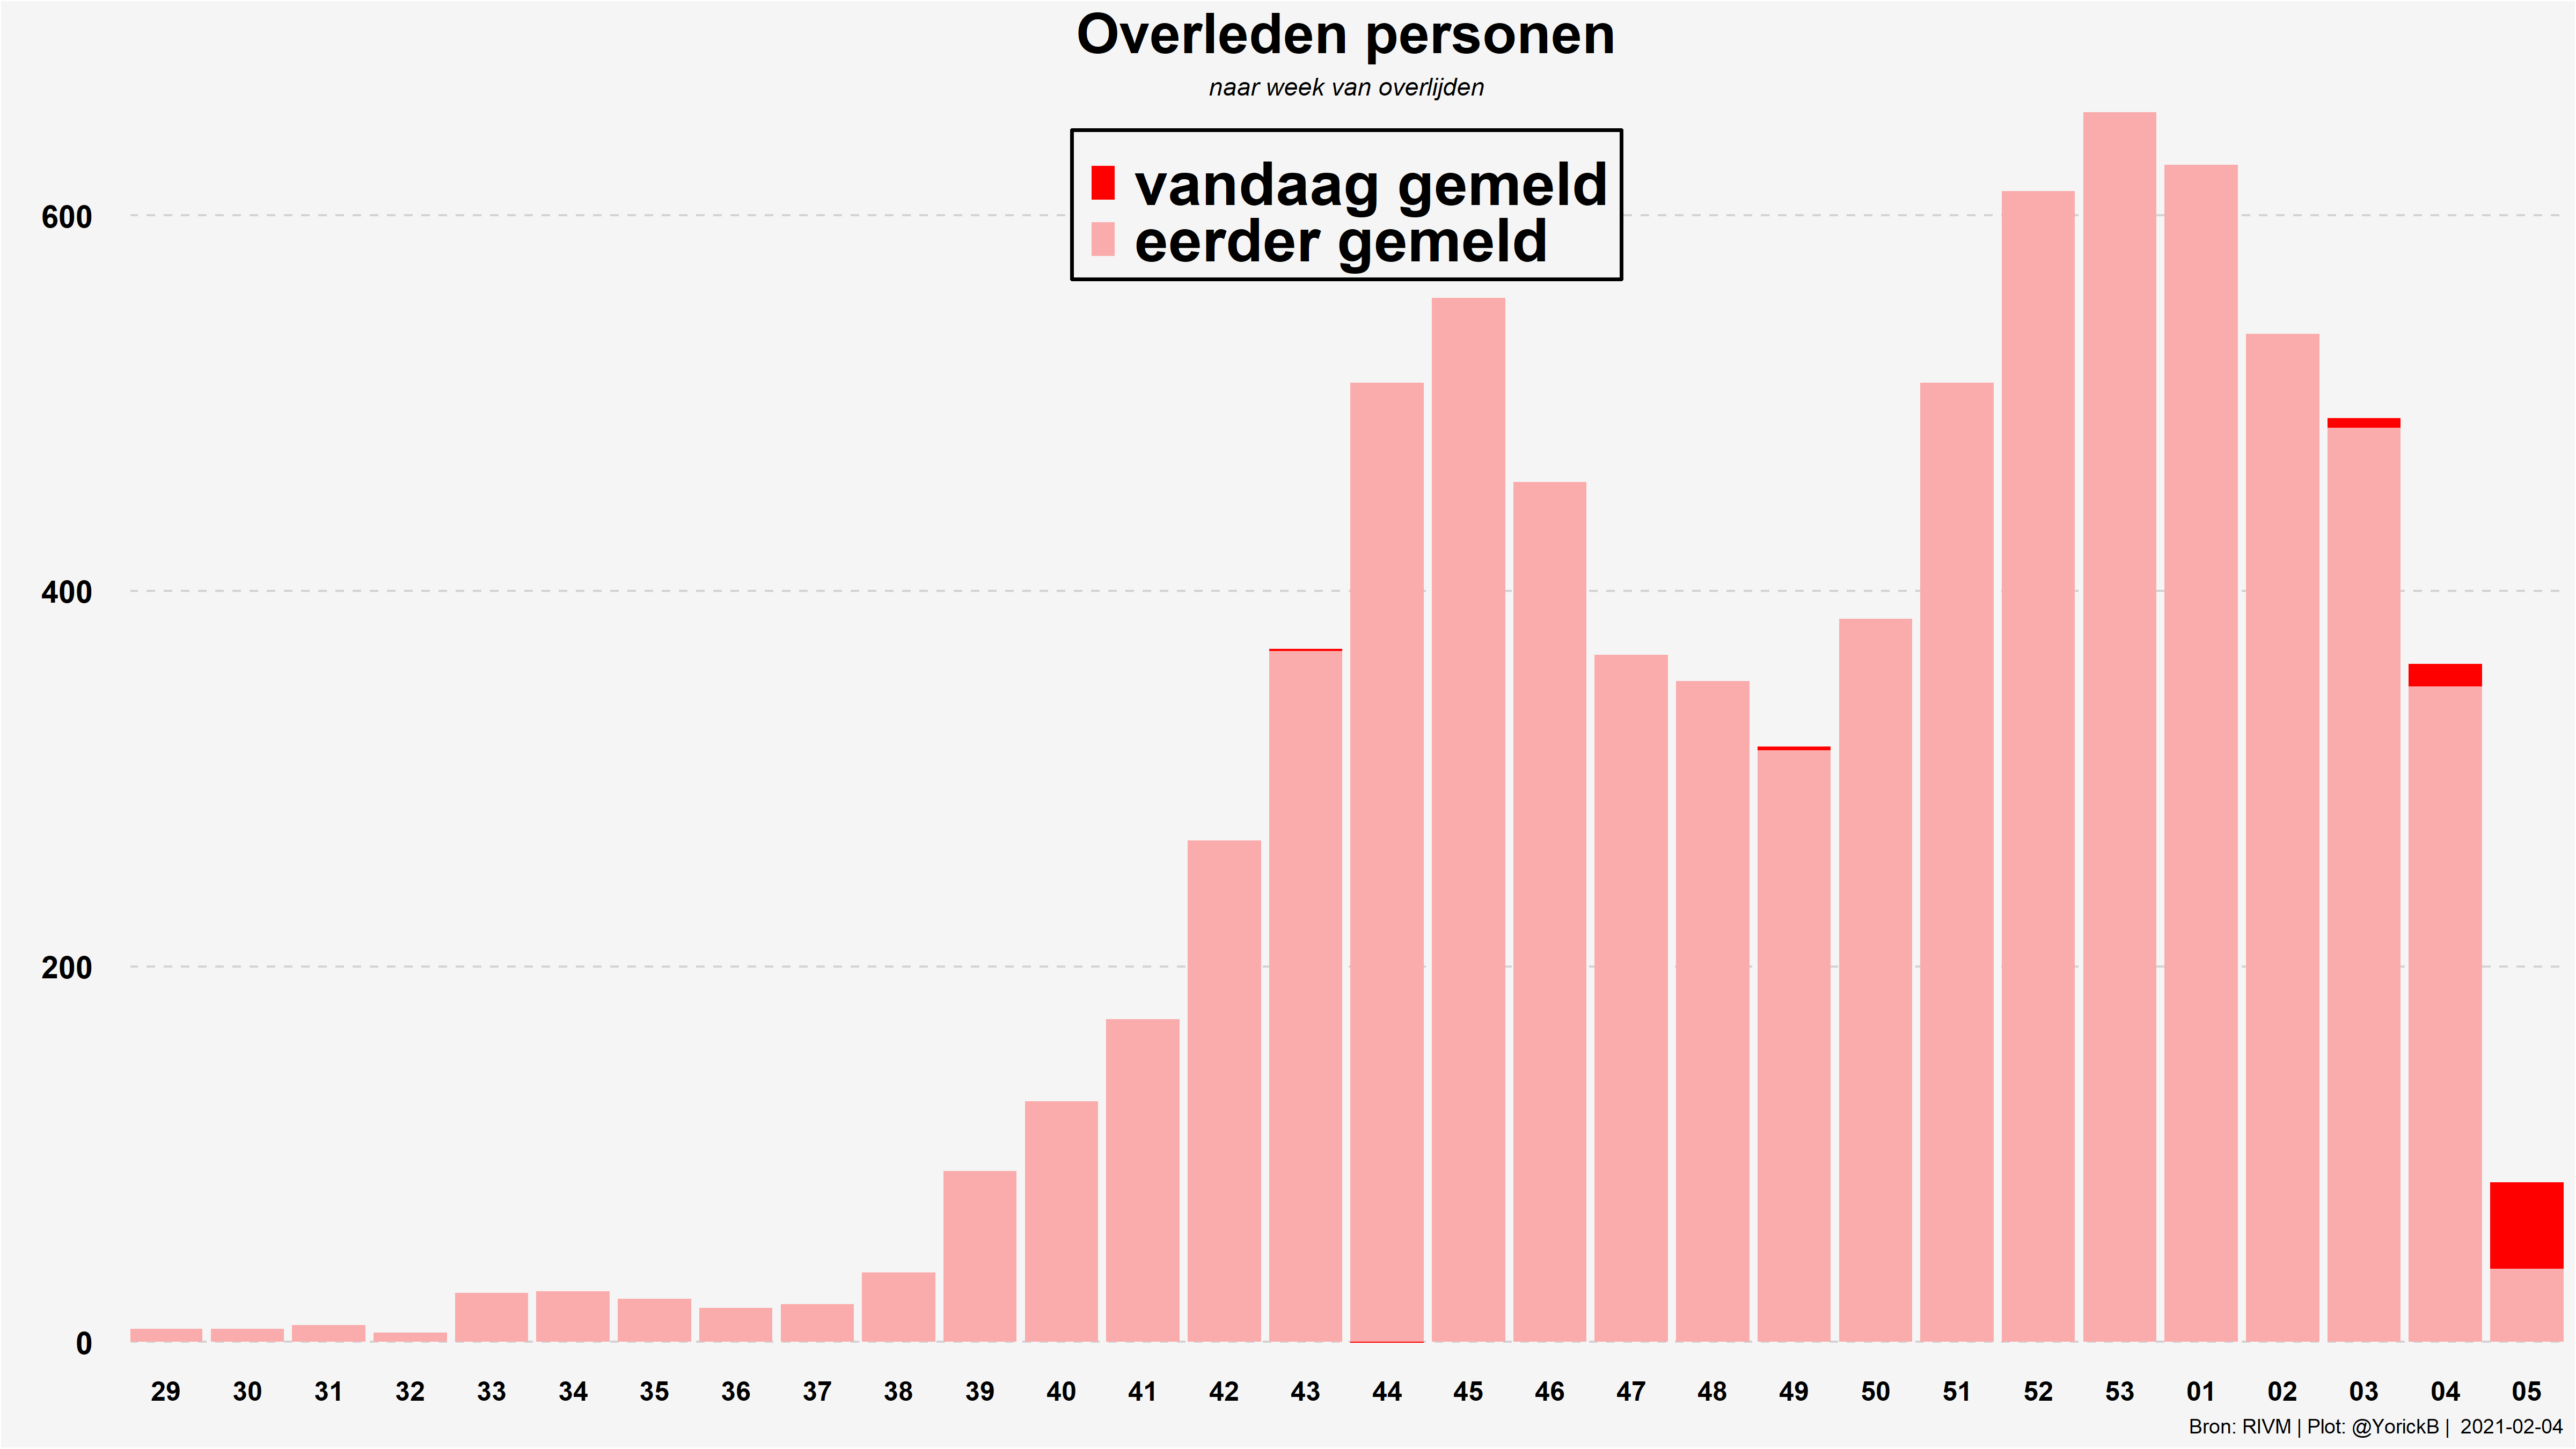 Overleden personen
naar week van overlijden
vandaag gemeld
eerder gemeld
600
400
200
0
29 30 31 32 33 34 35 36 37 38 39 40 41 42 43 44 45 46 47 48 49 50 51 52 53 01 02 03 04 05
Bron: RIVM | Plot: @YorickB | 2021-02-04